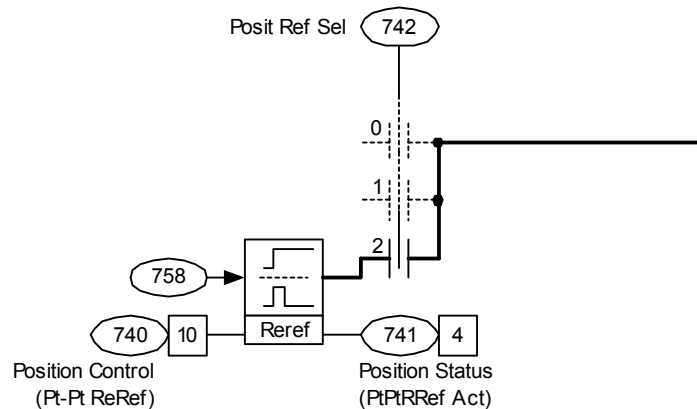 Posit Ref Sel 742
0
1
2
758
740 10 Reref 741 4
Position Control
(Pt-Pt ReRef)
Position Status
(PtPtRRef Act)